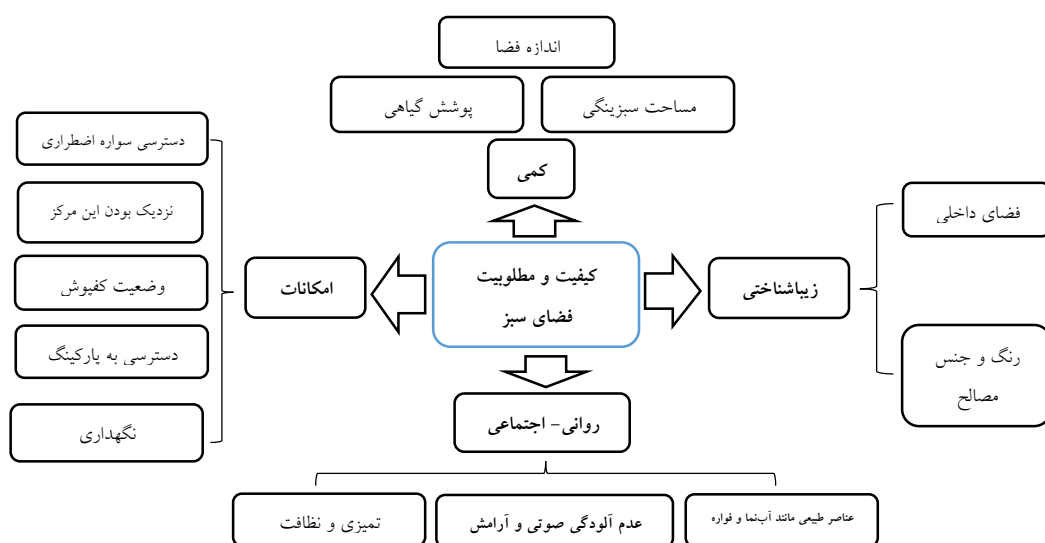 اندازه فضا
مساحت سبزینگی
پوشش گیاهی
کمی
کیفیت و مطلوبیت
فضای سبز
زیباشناختی
فضای داخلی
رنگ و جنس
مصالح
امکانات
دسترسی سواره اضطراری
نزدیک بودن این مرکز
وضعیت کفپوش
دسترسی به پارکینگ
نگهداری
روانی- اجتماعی
عناصر طبیعی مانند آب‌نما و فواره
عدم آلودگی صوتی و آرامش
تمیزی و نظافت